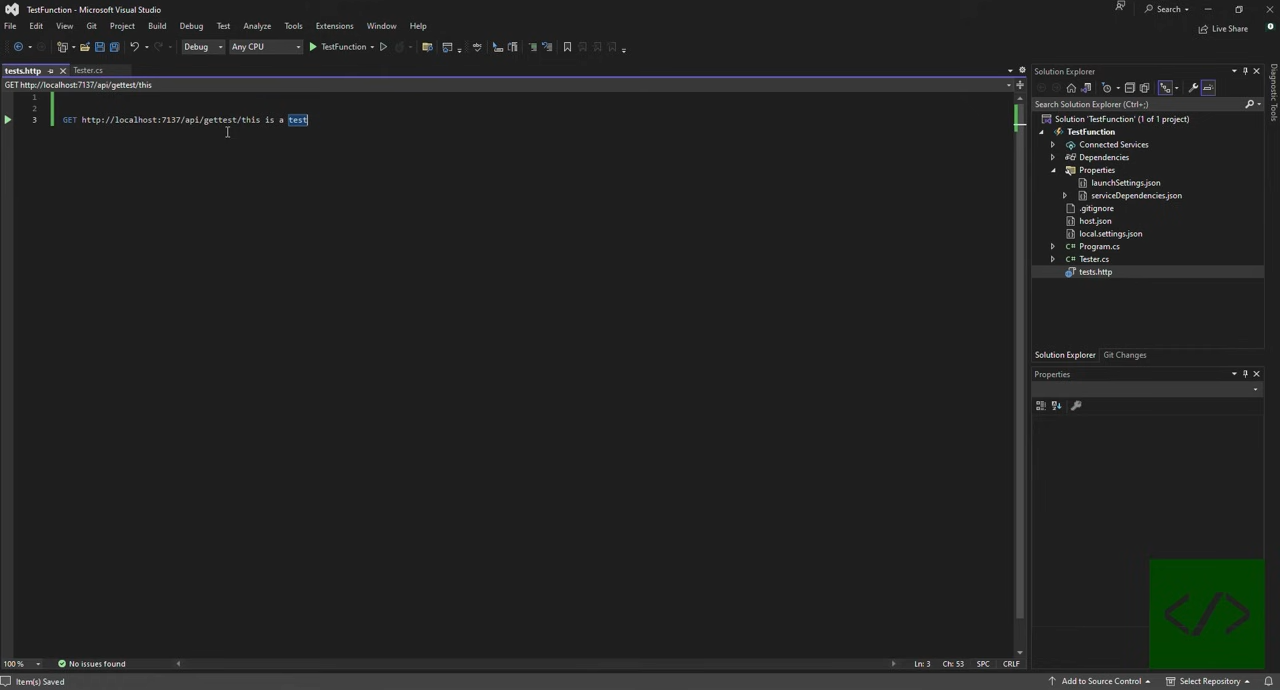 TestFunction - Microsoft Visual Studio
Search
File Edit View Git Project Build Debug Test Analyze Tools Extensions Window Help
Live Share
Debug Any CPU TestFunction
tests.http Tester.cs
GET http://localhost:7137/api/gettest/this
1
2
3 GET http://localhost:7137/api/gettest/this is a test
Solution Explorer
Search Solution Explorer (Ctrl+;)
Solution 'TestFunction' (1 of 1 project)
TestFunction
Connected Services
Dependencies
Properties
launchSettings.json
serviceDependencies.json
.gitignore
host.json
local.settings.json
Program.cs
Tester.cs
tests.http
Solution Explorer Git Changes
Properties
Diagnostic Tools
</>
100 % No issues found Ln: 3 Ch: 53 SPC CRLF
Item(s) Saved Add to Source Control Select Repository